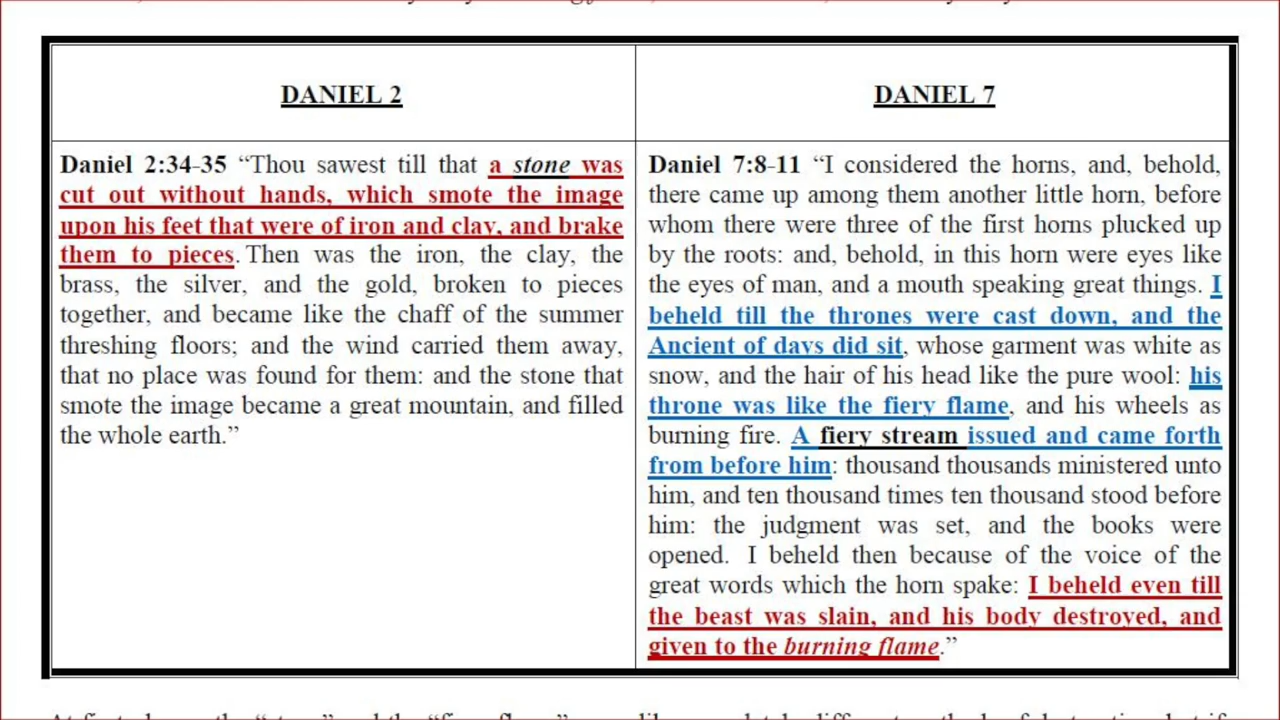 DANIEL 2
DANIEL 7
Daniel 2:34-35 “Thou sawest till that a stone was
cut out without hands, which smote the image
upon his feet that were of iron and clay, and brake
them to pieces. Then was the iron, the clay, the
brass, the silver, and the gold, broken to pieces
together, and became like the chaff of the summer
threshing floors; and the wind carried them away,
that no place was found for them: and the stone that
smote the image became a great mountain, and filled
the whole earth.”
Daniel 7:8-11 “I considered the horns, and, behold,
there came up among them another little horn, before
whom there were three of the first horns plucked up
by the roots: and, behold, in this horn were eyes like
the eyes of man, and a mouth speaking great things. I
beheld till the thrones were cast down, and the
Ancient of days did sit, whose garment was white as
snow, and the hair of his head like the pure wool: his
throne was like the fiery flame, and his wheels as
burning fire. A fiery stream issued and came forth
from before him: thousand thousands ministered unto
him, and ten thousand times ten thousand stood before
him: the judgment was set, and the books were
opened. I beheld then because of the voice of the
great words which the horn spake: I beheld even till
the beast was slain, and his body destroyed, and
given to the burning flame.”